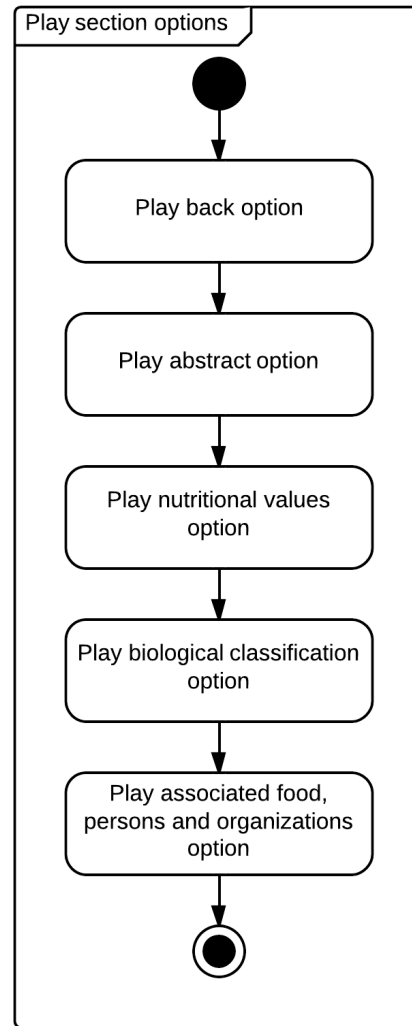 Play section options
Play back option
Play abstract option
Play nutritional values
option
Play biological classification
option
Play associated food,
persons and organizations
option